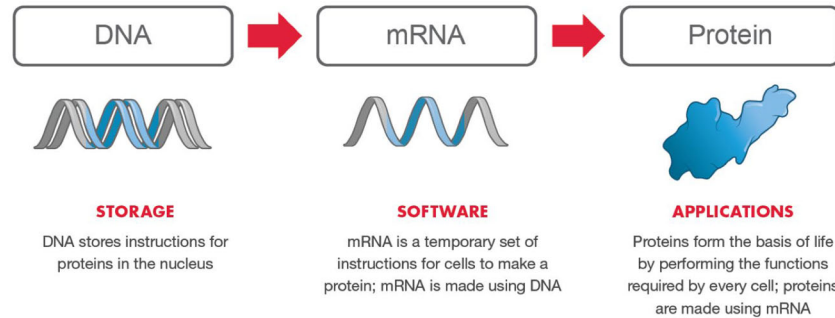 DNA
mRNA
Protein
STORAGE
DNA stores instructions for
proteins in the nucleus
SOFTWARE
mRNA is a temporary set of
instructions for cells to make a
protein; mRNA is made using DNA
APPLICATIONS
Proteins form the basis of life
by performing the functions
required by every cell; proteins
are made using mRNA